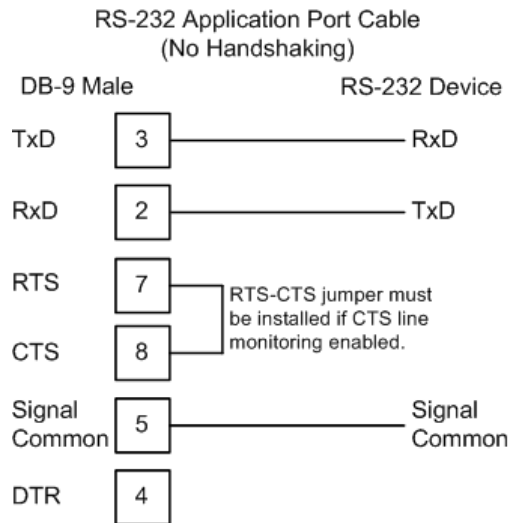 RS-232 Application Port Cable
(No Handshaking)
DB-9 Male RS-232 Device
TxD 3 RxD
RxD 2 TxD
RTS 7
RTS-CTS jumper must
be installed if CTS line
monitoring enabled.
CTS 8
Signal
Common 5 Signal
Common
DTR 4